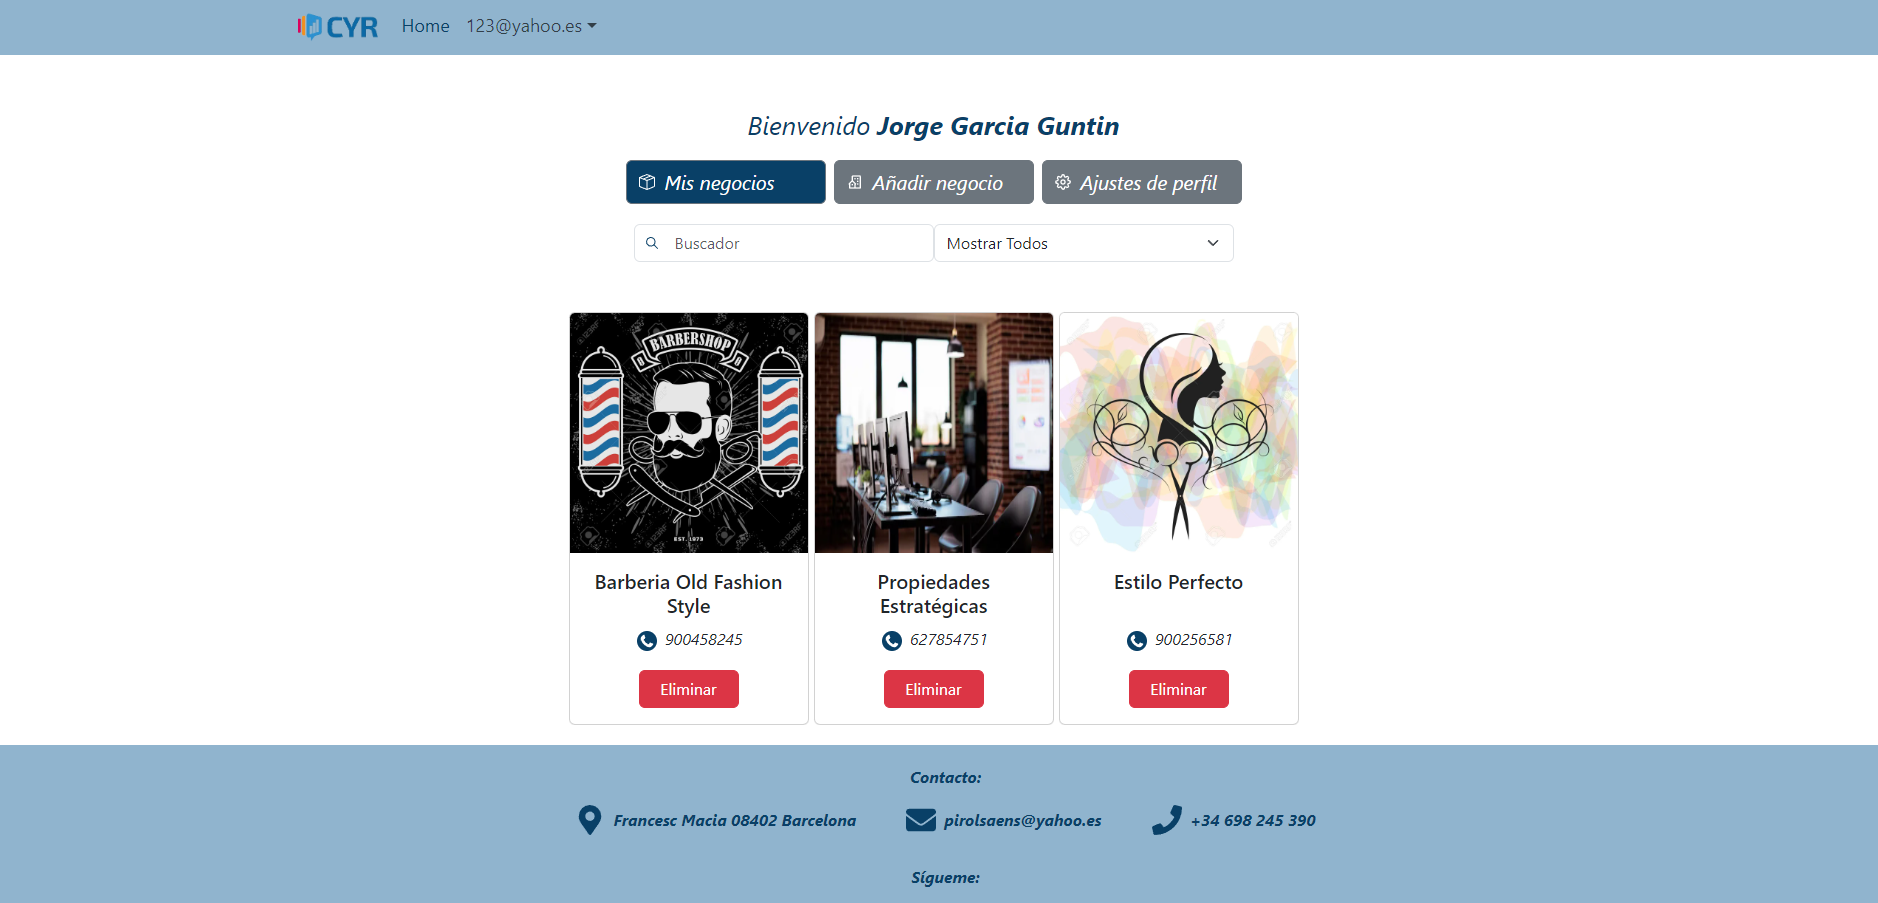 CYR Home 123@yahoo.es
Bienvenido Jorge Garcia Guntin
Mis negocios Añadir negocio Ajustes de perfil
Buscador Mostrar Todos
BARBERSHOP
EST. 1873
Barberia Old Fashion
Style
900458245
Eliminar
Propiedades
Estratégicas
627854751
Eliminar
Estilo Perfecto
900256581
Eliminar
Contacto:
Francesc Macia 08402 Barcelona pirolsaens@yahoo.es +34 698 245 390
Sígueme: